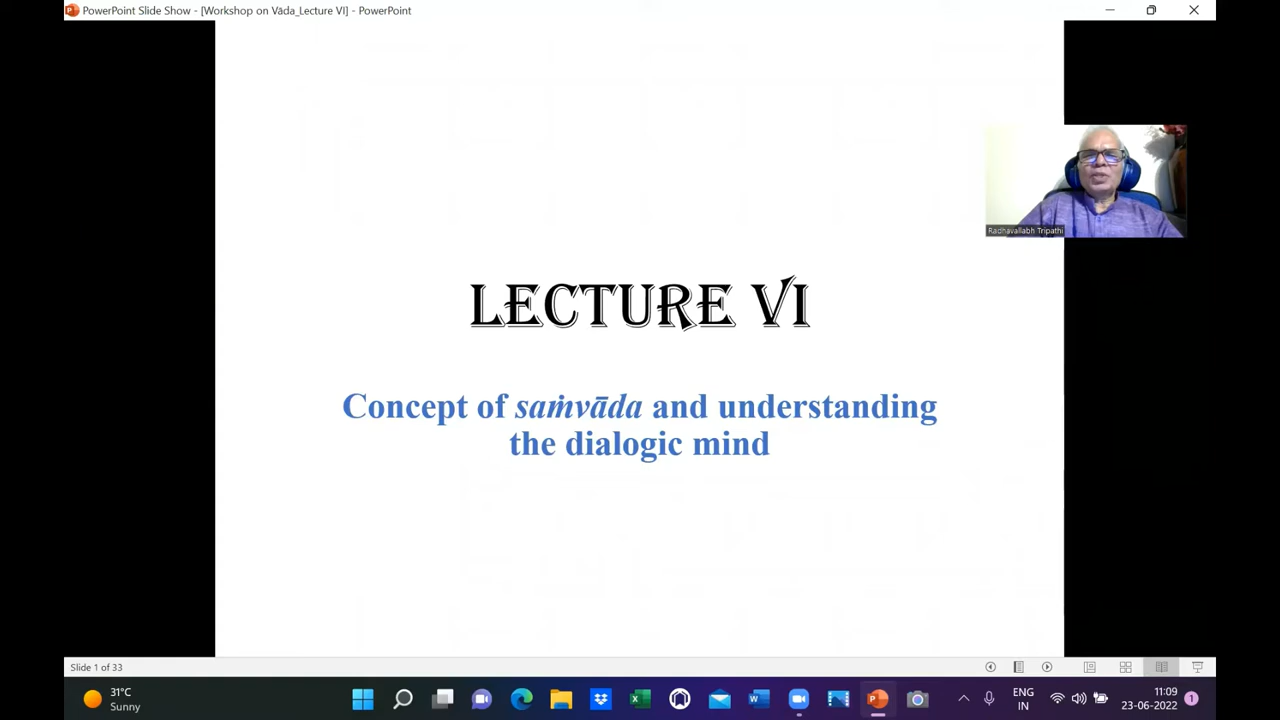 PowerPoint Slide Show - [Workshop on Vāda_Lecture VI] - PowerPoint
Radhavallabh Tripathi
LECTURE VI
Concept of saṁvāda and understanding
the dialogic mind
Slide 1 of 33
31°C
Sunny
ENG
IN
11:09
23-06-2022
1